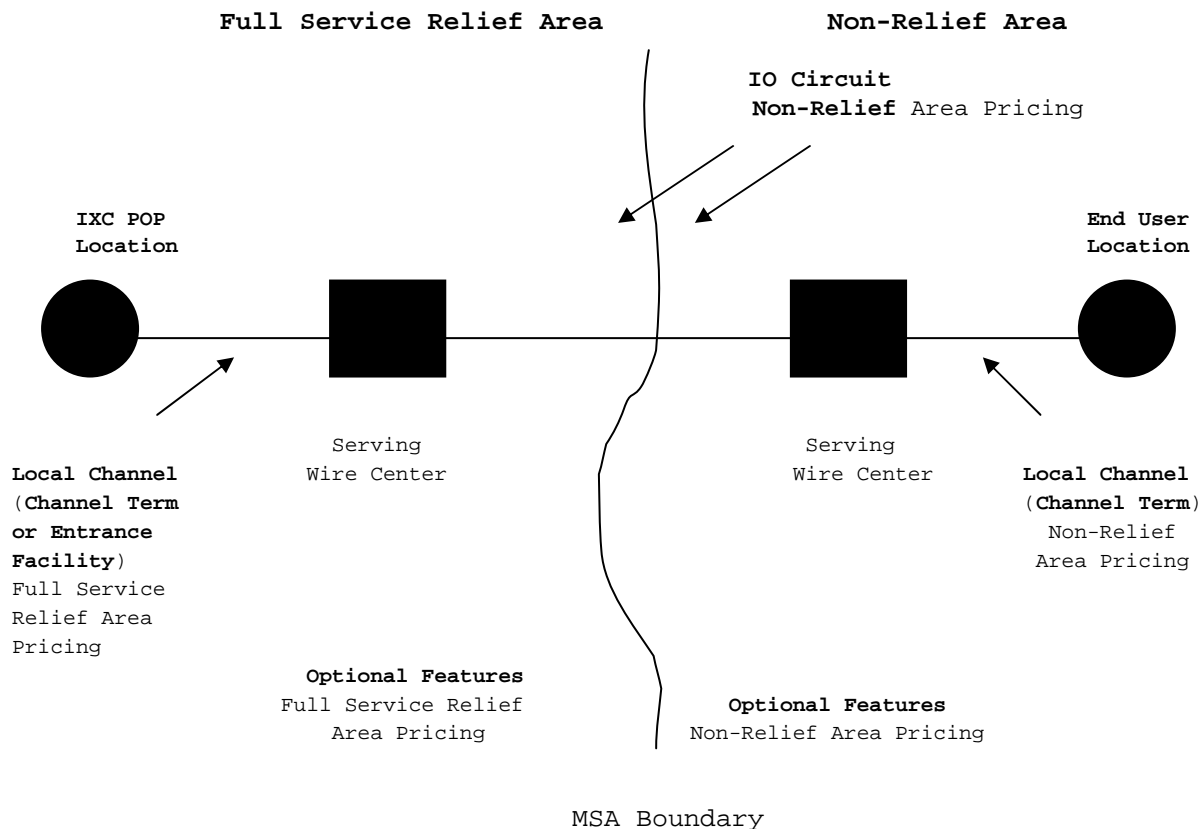 Full Service Relief Area
Non-Relief Area
IO Circuit
Non-Relief Area Pricing
IXC POP
Location
End User
Location
Serving
Wire Center
Serving
Wire Center
Local Channel
(Channel Term
or Entrance
Facility)
Full Service
Relief Area
Pricing
Local Channel
(Channel Term)
Non-Relief
Area Pricing
Optional Features
Full Service Relief
Area Pricing
Optional Features
Non-Relief Area Pricing
MSA Boundary